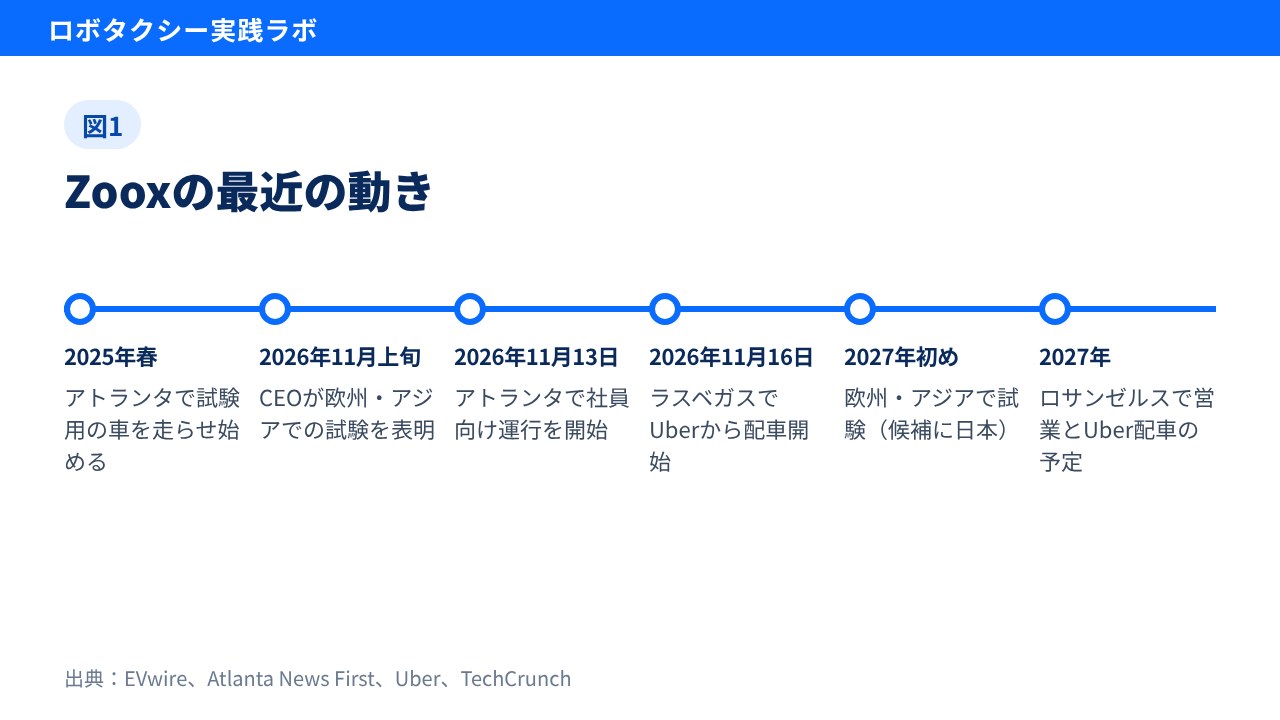 ロボタクシー実践ラボ
図1
Zooxの最近の動き
2025年春
アトランタで試験
用の車を走らせ始
める
2026年11月上旬
CEOが欧州・アジ
アでの試験を表明
2026年11月13日
アトランタで社員
向け運行を開始
2026年11月16日
ラスベガスで
Uberから配車開
始
2027年初め
欧州・アジアで試
験（候補に日本）
2027年
ロサンゼルスで営
業とUber配車の
予定
出典：EVwire、Atlanta News First、Uber、TechCrunch